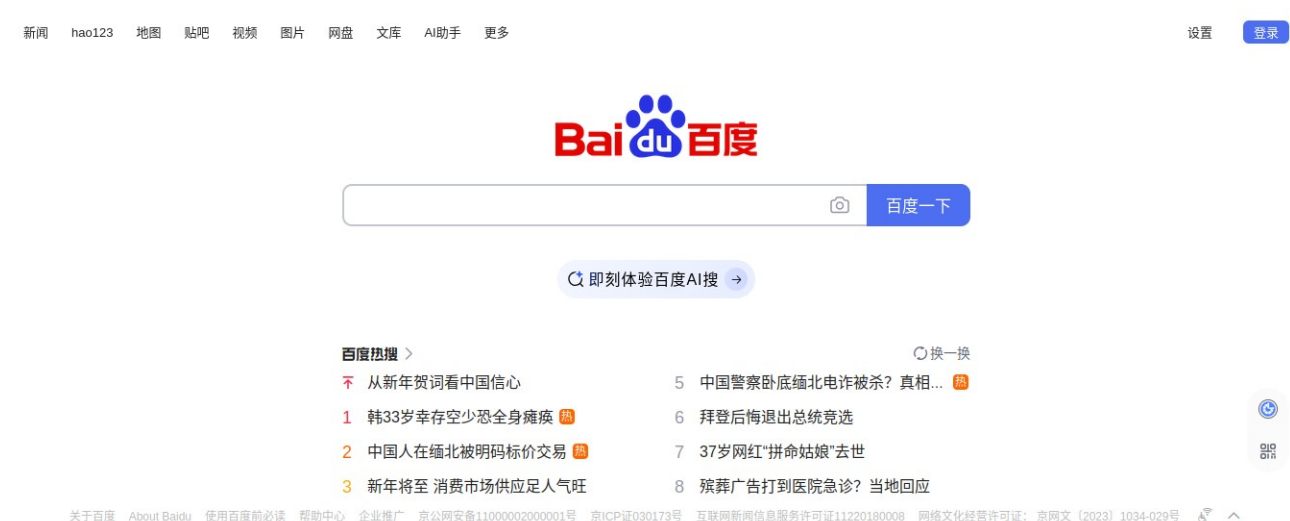 新闻 hao123 地图 贴吧 视频 图片 网盘 文库 AI助手 更多 设置 登录
Bai du 百度
百度一下
即刻体验百度AI搜
百度热搜 换一换
从新年贺词看中国信心
1 韩33岁幸存空少恐全身瘫痪 热
2 中国人在缅北被明码标价交易 热
3 新年将至 消费市场供应足人气旺
5 中国警察卧底缅北电诈被杀？真相... 热
6 拜登后悔退出总统竞选
7 37岁网红“拼命姑娘”去世
8 殡葬广告打到医院急诊？当地回应
关于百度 About Baidu 使用百度前必读 帮助中心 企业推广 京公网安备11000002000001号 京ICP证030173号 互联网新闻信息服务许可证11220180008 网络文化经营许可证： 京网文〔2023〕1034-029号